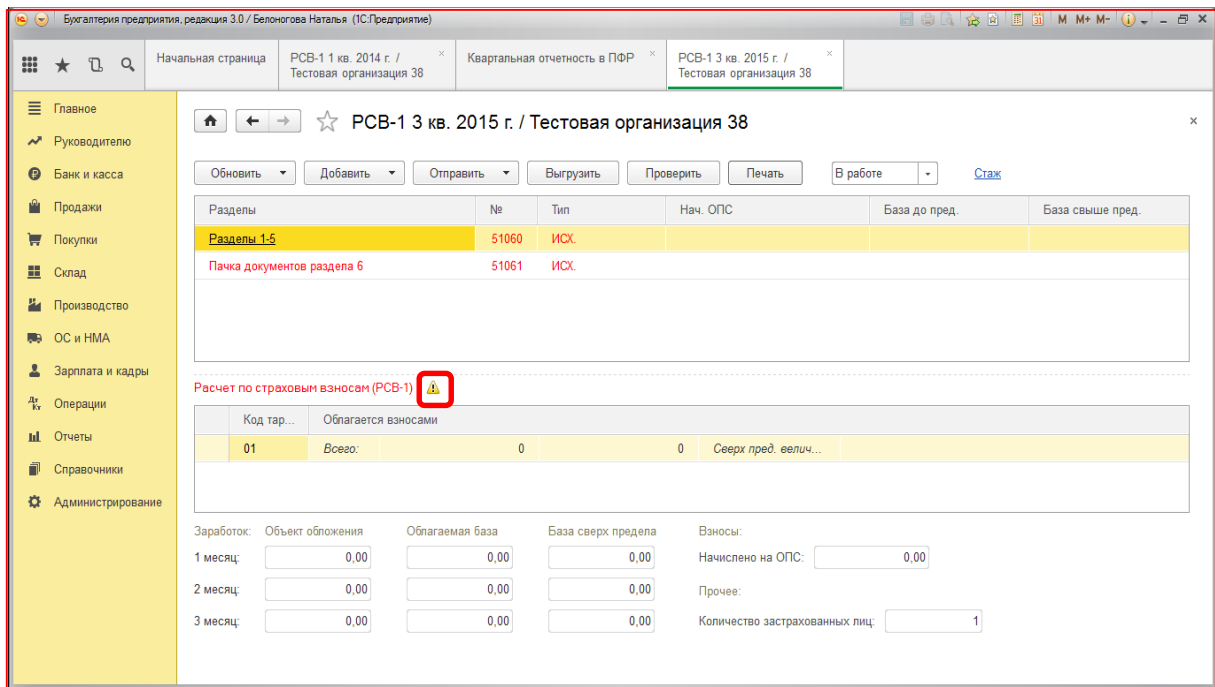 Бухгалтерия предприятия, редакция 3.0 / Белоногова Наталья (1С:Предприятие)
M M+ M-
Начальная страница
РСВ-1 1 кв. 2014 г. /
Тестовая организация 38
Квартальная отчетность в ПФР
РСВ-1 3 кв. 2015 г. /
Тестовая организация 38
Главное
Руководителю
Банк и касса
Продажи
Покупки
Склад
Производство
ОС и НМА
Зарплата и кадры
Операции
Отчеты
Справочники
Администрирование
РСВ-1 3 кв. 2015 г. / Тестовая организация 38
Обновить Добавить Отправить Выгрузить Проверить Печать В работе Стаж
Разделы № Тип Нач. ОПС База до пред. База свыше пред.
Разделы 1-5 51060 ИСХ.
Пачка документов раздела 6 51061 ИСХ.
Расчет по страховым взносам (РСВ-1)
Код тар... Облагается взносами
01 Всего: 0 0 Сверх пред. велич...
Заработок: Объект обложения Облагаемая база База сверх предела Взносы:
1 месяц: 0,00 0,00 0,00 Начислено на ОПС: 0,00
2 месяц: 0,00 0,00 0,00 Прочее:
3 месяц: 0,00 0,00 0,00 Количество застрахованных лиц: 1